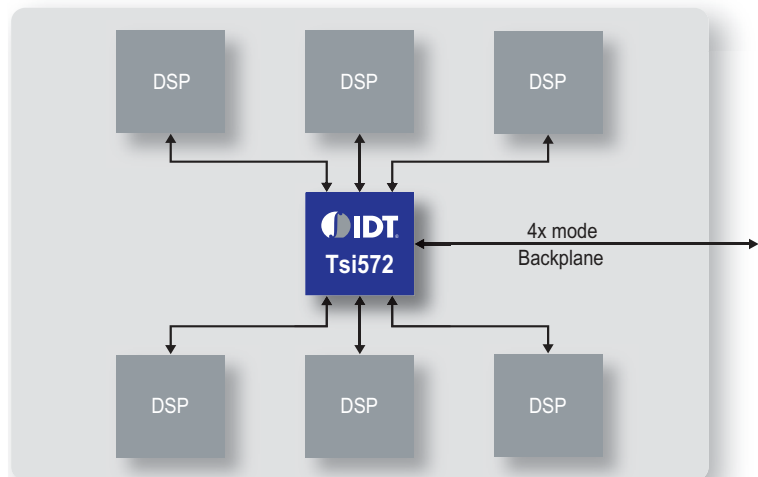 DSP
DSP
DSP
IDT.
Tsi572
4x mode
Backplane
DSP
DSP
DSP